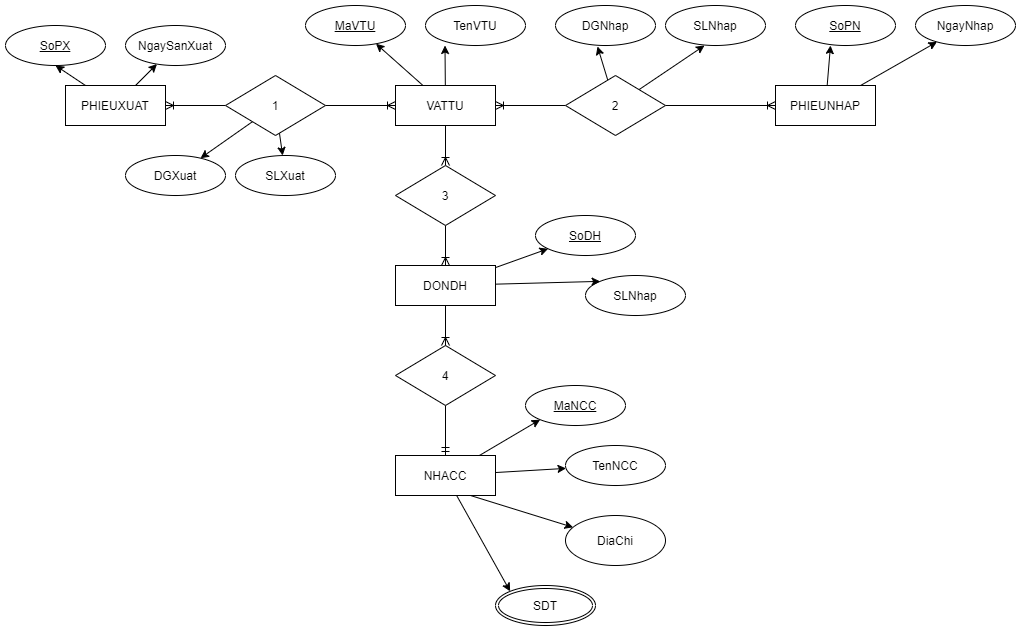 MaVTU
TenVTU
DGNhap
SLNhap
SoPN
NgayNhap
SoPX
NgaySanXuat
PHIEUXUAT
1
VATTU
2
PHIEUNHAP
DGXuat
SLXuat
3
SoDH
DONDH
SLNhap
4
MaNCC
NHACC
TenNCC
DiaChi
SDT